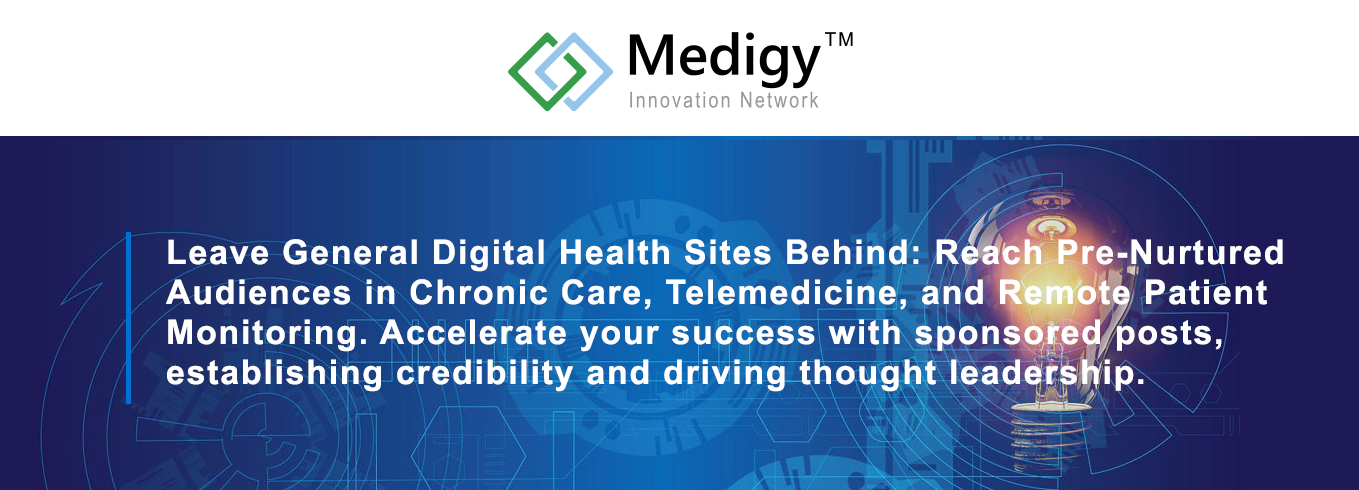 Medigy™
Innovation Network
Leave General Digital Health Sites Behind: Reach Pre-Nurtured
Audiences in Chronic Care, Telemedicine, and Remote Patient
Monitoring. Accelerate your success with sponsored posts,
establishing credibility and driving thought leadership.